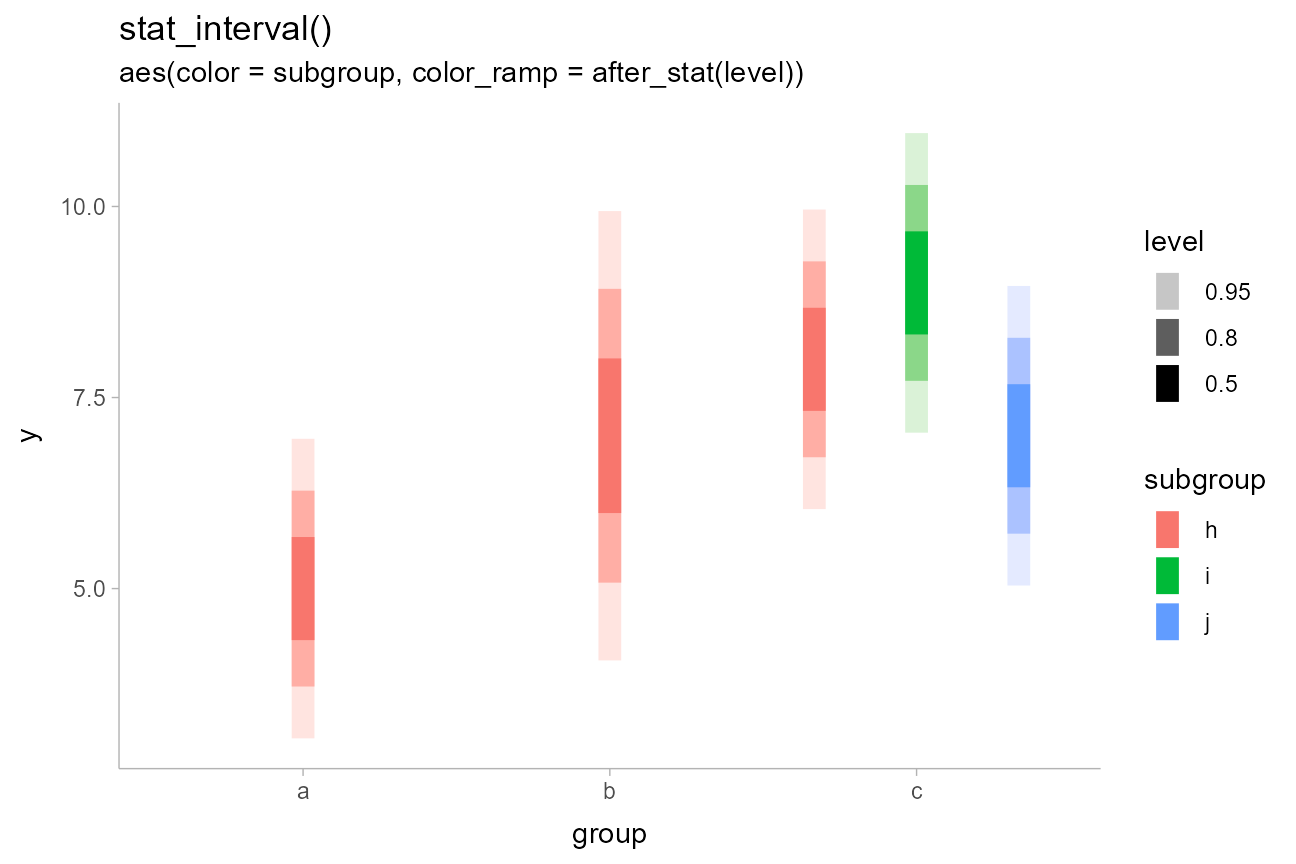 stat_interval()
aes(color = subgroup, color_ramp = after_stat(level))
y
10.0
7.5
5.0
a
b
c
group
level
0.95
0.8
0.5
subgroup
h
i
j